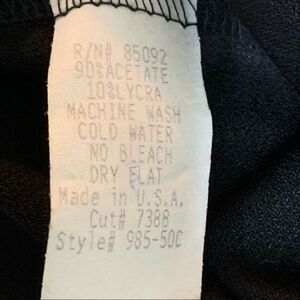 R/N# 85092
90%ACETATE
10%LYCRA
MACHINE WASH
COLD WATER
NO BLEACH
DRY FLAT
Made in U.S.A.
Cut# 7388
Style# 985-50C